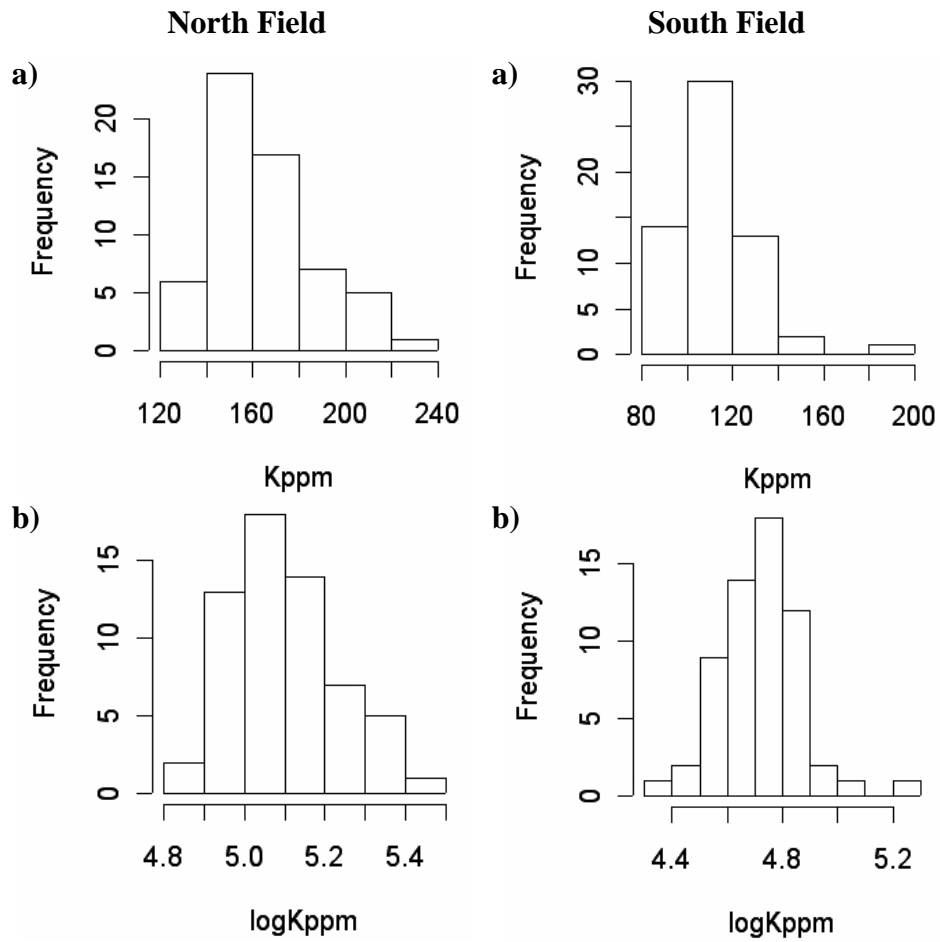 North Field
South Field
a)
Frequency
0 5 10 15 20
120 160 200 240
Kppm
a)
Frequency
0 5 10 20 30
80 120 160 200
Kppm
b)
Frequency
0 5 10 15
4.8 5.0 5.2 5.4
logKppm
b)
Frequency
0 5 10 15
4.4 4.8 5.2
logKppm